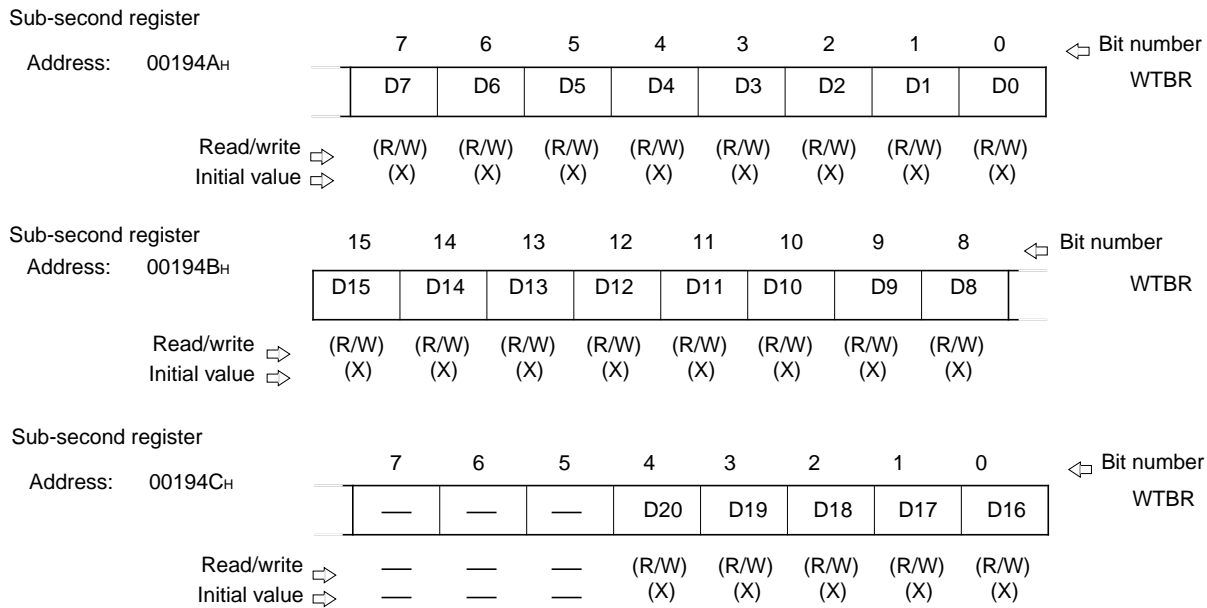 Sub-second register
7 6 5 4 3 2 1 0 Bit number
Address: 00194AH
D7 D6 D5 D4 D3 D2 D1 D0 WTBR
Read/write (R/W) (R/W) (R/W) (R/W) (R/W) (R/W) (R/W) (R/W)
Initial value (X) (X) (X) (X) (X) (X) (X) (X)
Sub-second register
15 14 13 12 11 10 9 8 Bit number
Address: 00194BH
D15 D14 D13 D12 D11 D10 D9 D8 WTBR
Read/write (R/W) (R/W) (R/W) (R/W) (R/W) (R/W) (R/W) (R/W)
Initial value (X) (X) (X) (X) (X) (X) (X) (X)
Sub-second register
7 6 5 4 3 2 1 0 Bit number
Address: 00194CH
— — — D20 D19 D18 D17 D16 WTBR
Read/write — — — (R/W) (R/W) (R/W) (R/W) (R/W)
Initial value — — — (X) (X) (X) (X) (X)